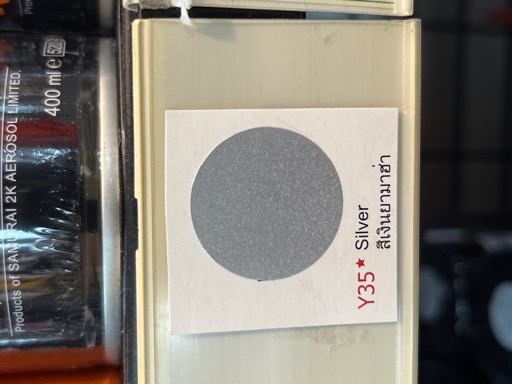 Y35★ Silver
สีเงินยามาฮ่า
Products of SAMURAI 2K AEROSOL LIMITED.
400 ml e 520